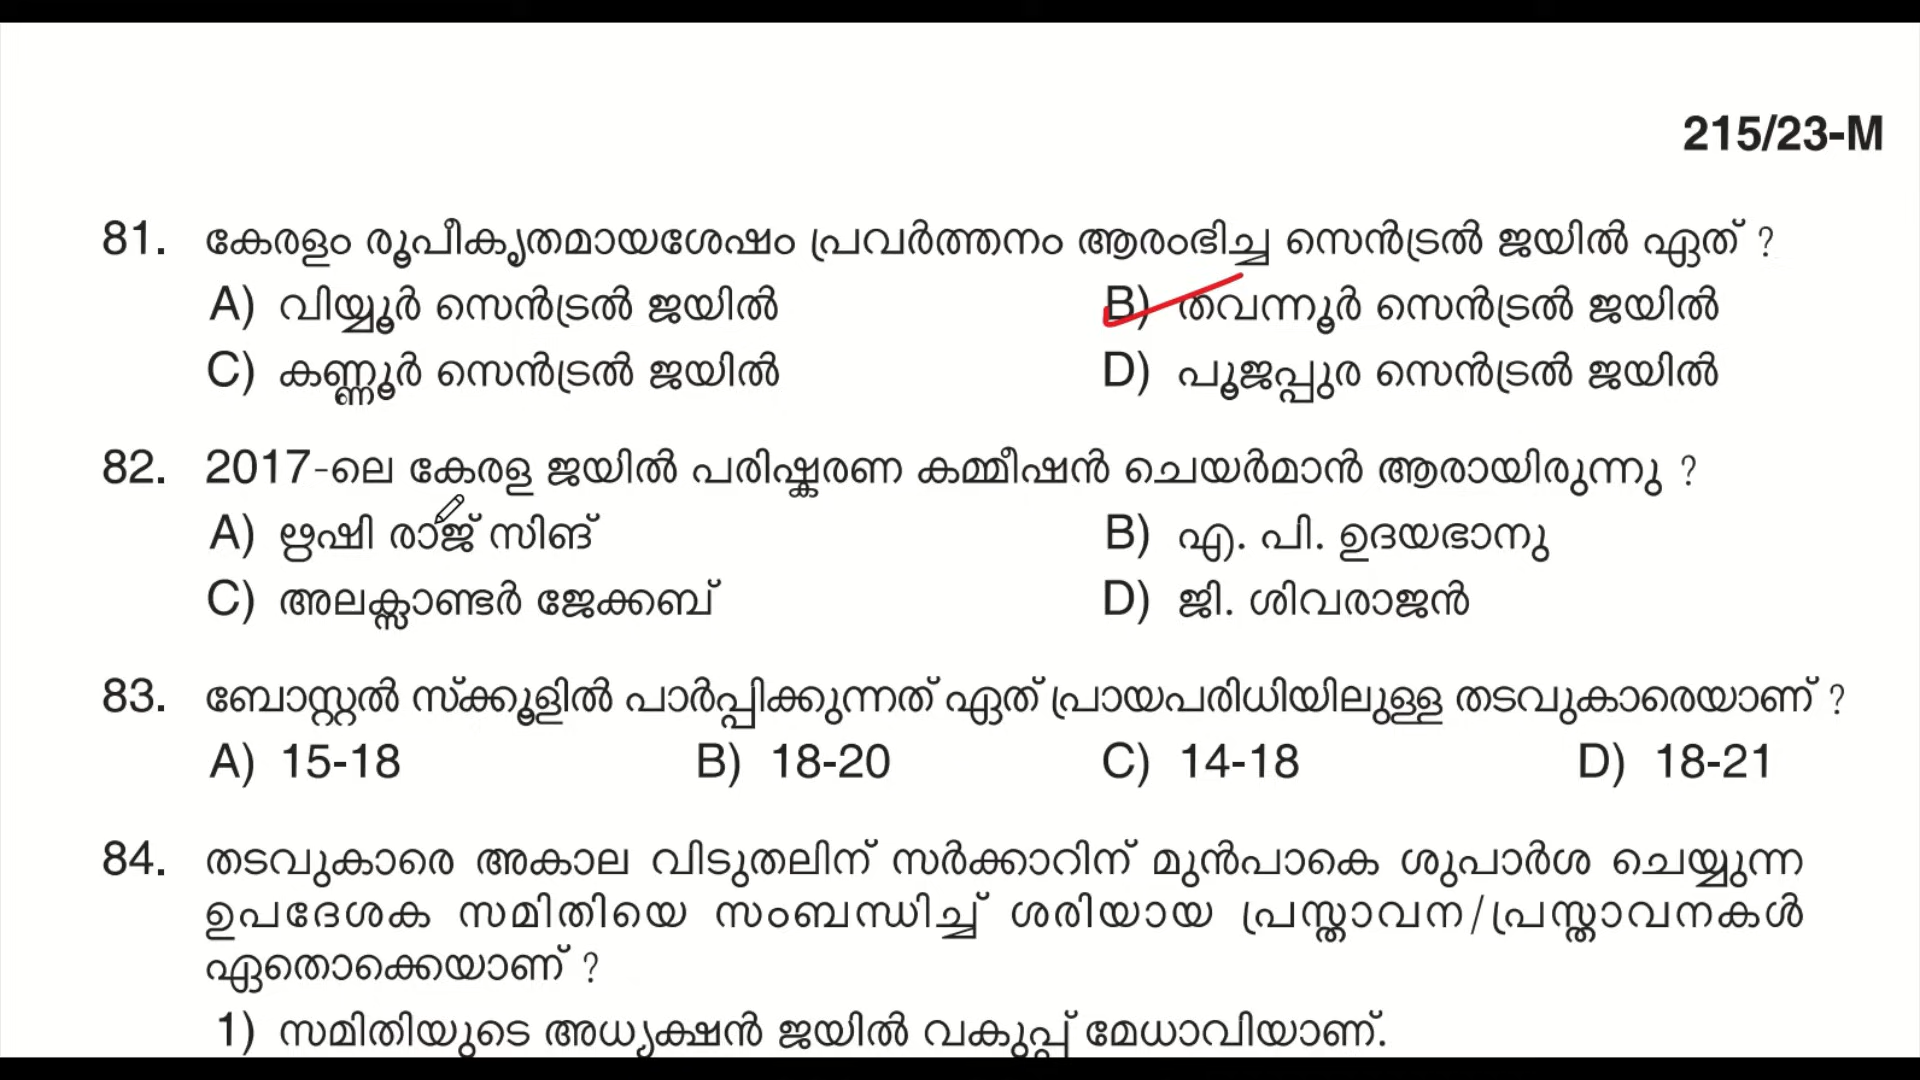 215/23-M
81. കേരളം രൂപീകൃതമായശേഷം പ്രവർത്തനം ആരംഭിച്ച സെൻട്രൽ ജയിൽ ഏത് ?
A) വിയ്യൂർ സെൻട്രൽ ജയിൽ B) തവന്നൂർ സെൻട്രൽ ജയിൽ
C) കണ്ണൂർ സെൻട്രൽ ജയിൽ D) പൂജപ്പുര സെൻട്രൽ ജയിൽ
82. 2017-ലെ കേരള ജയിൽ പരിഷ്കരണ കമ്മീഷൻ ചെയർമാൻ ആരായിരുന്നു ?
A) ഋഷി രാജ് സിങ് B) എ. പി. ഉദയഭാനു
C) അലക്സാണ്ടർ ജേക്കബ് D) ജി. ശിവരാജൻ
83. ബോസ്റ്റൽ സ്ക്കൂളിൽ പാർപ്പിക്കുന്നത് ഏത് പ്രായപരിധിയിലുള്ള തടവുകാരെയാണ് ?
A) 15-18 B) 18-20 C) 14-18 D) 18-21
84. തടവുകാരെ അകാല വിടുതലിന് സർക്കാറിന് മുൻപാകെ ശുപാർശ ചെയ്യുന്ന
ഉപദേശക സമിതിയെ സംബന്ധിച്ച് ശരിയായ പ്രസ്താവന/പ്രസ്താവനകൾ
ഏതൊക്കെയാണ് ?
1) സമിതിയുടെ അധ്യക്ഷൻ ജയിൽ വകുപ്പ് മേധാവിയാണ്.